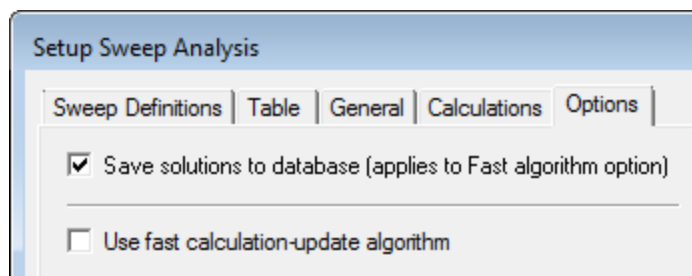 Setup Sweep Analysis
Sweep Definitions Table General Calculations Options
Save solutions to database (applies to Fast algorithm option)
Use fast calculation-update algorithm